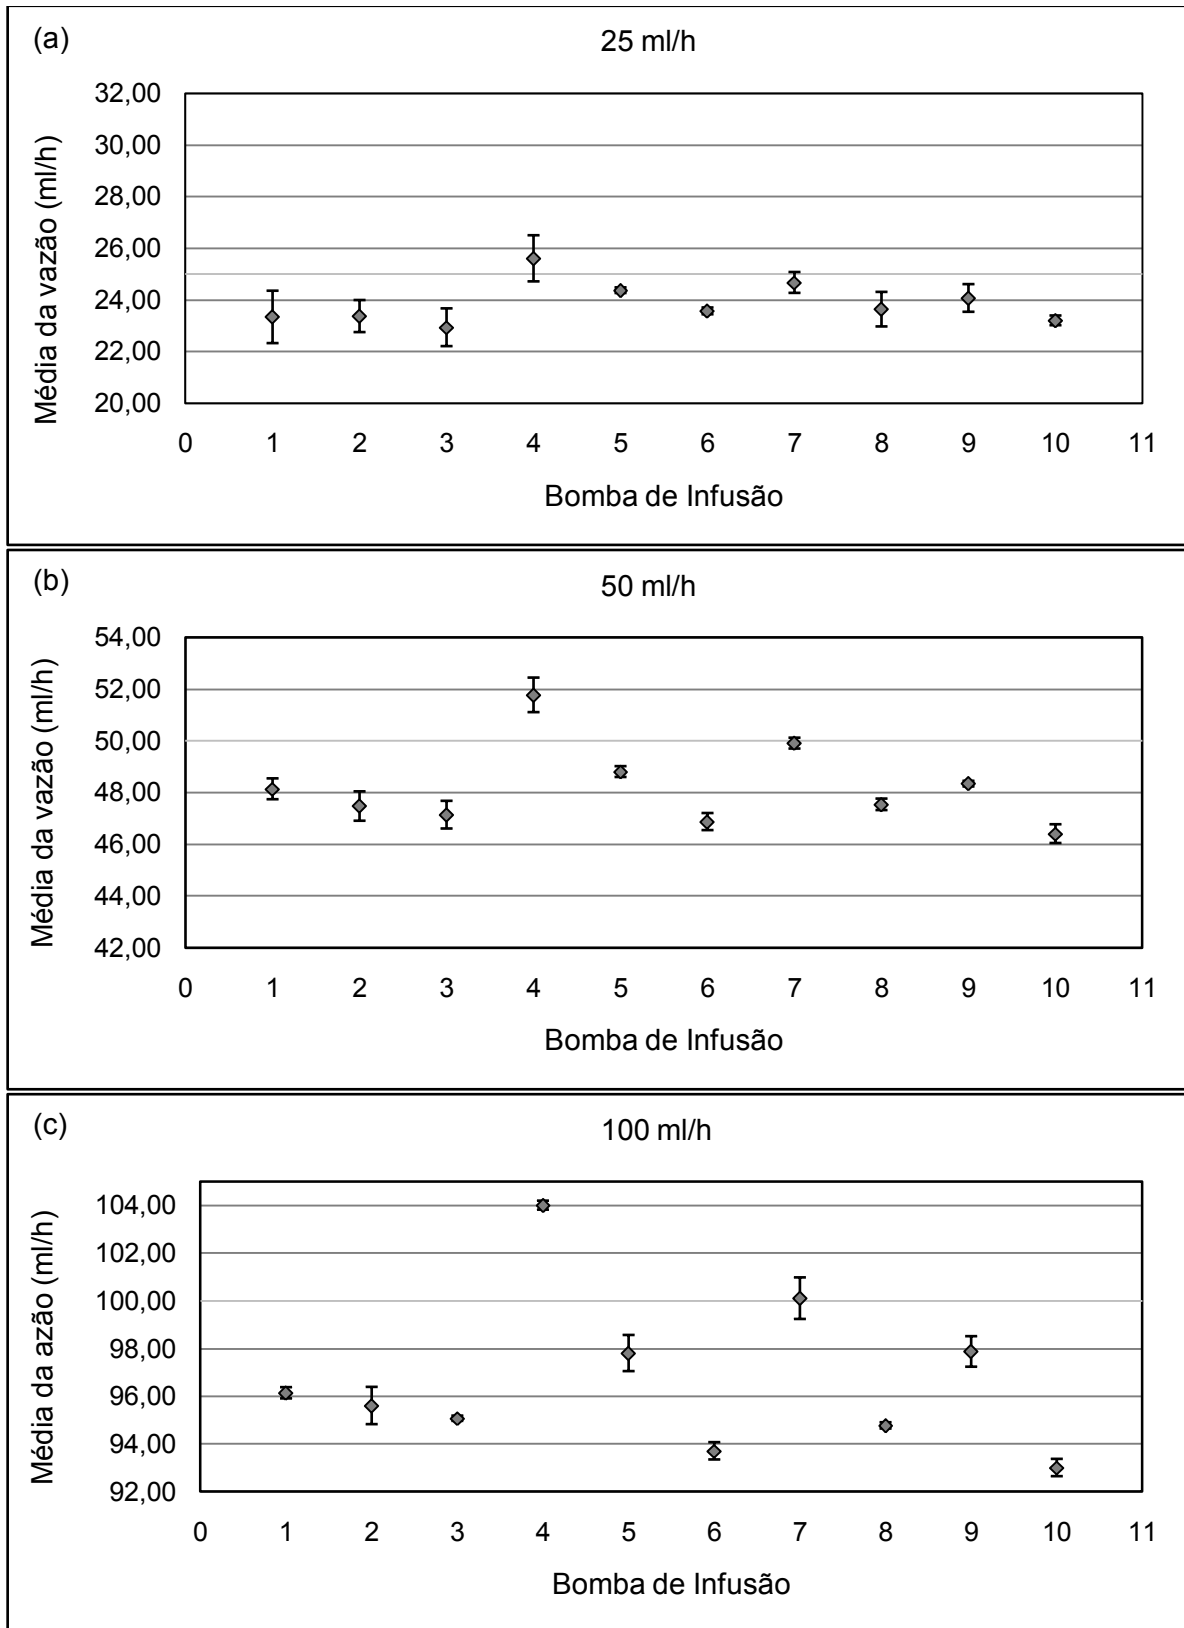 (a)
25 ml/h
Média da vazão (ml/h)
32,00
30,00
28,00
26,00
24,00
22,00
20,00
0 1 2 3 4 5 6 7 8 9 10 11
Bomba de Infusão
(b)
50 ml/h
Média da vazão (ml/h)
54,00
52,00
50,00
48,00
46,00
44,00
42,00
0 1 2 3 4 5 6 7 8 9 10 11
Bomba de Infusão
(c)
100 ml/h
Média da azão (ml/h)
104,00
102,00
100,00
98,00
96,00
94,00
92,00
0 1 2 3 4 5 6 7 8 9 10 11
Bomba de Infusão